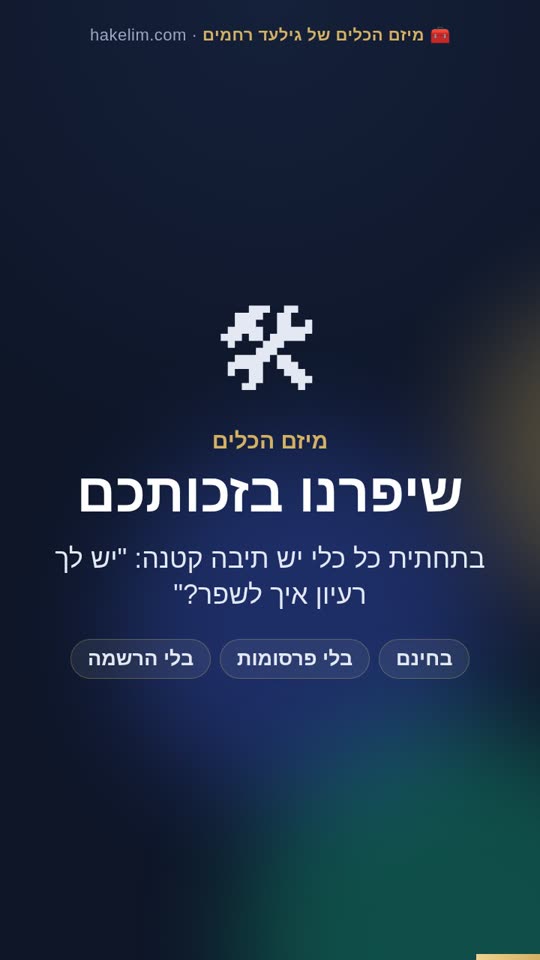 🧰 מיזם הכלים של גילעד רחמים · hakelim.com
מיזם הכלים
שיפרנו בזכותכם
בתחתית כל כלי יש תיבה קטנה: "יש לך
רעיון איך לשפר?"
בחינם
בלי פרסומות
בלי הרשמה